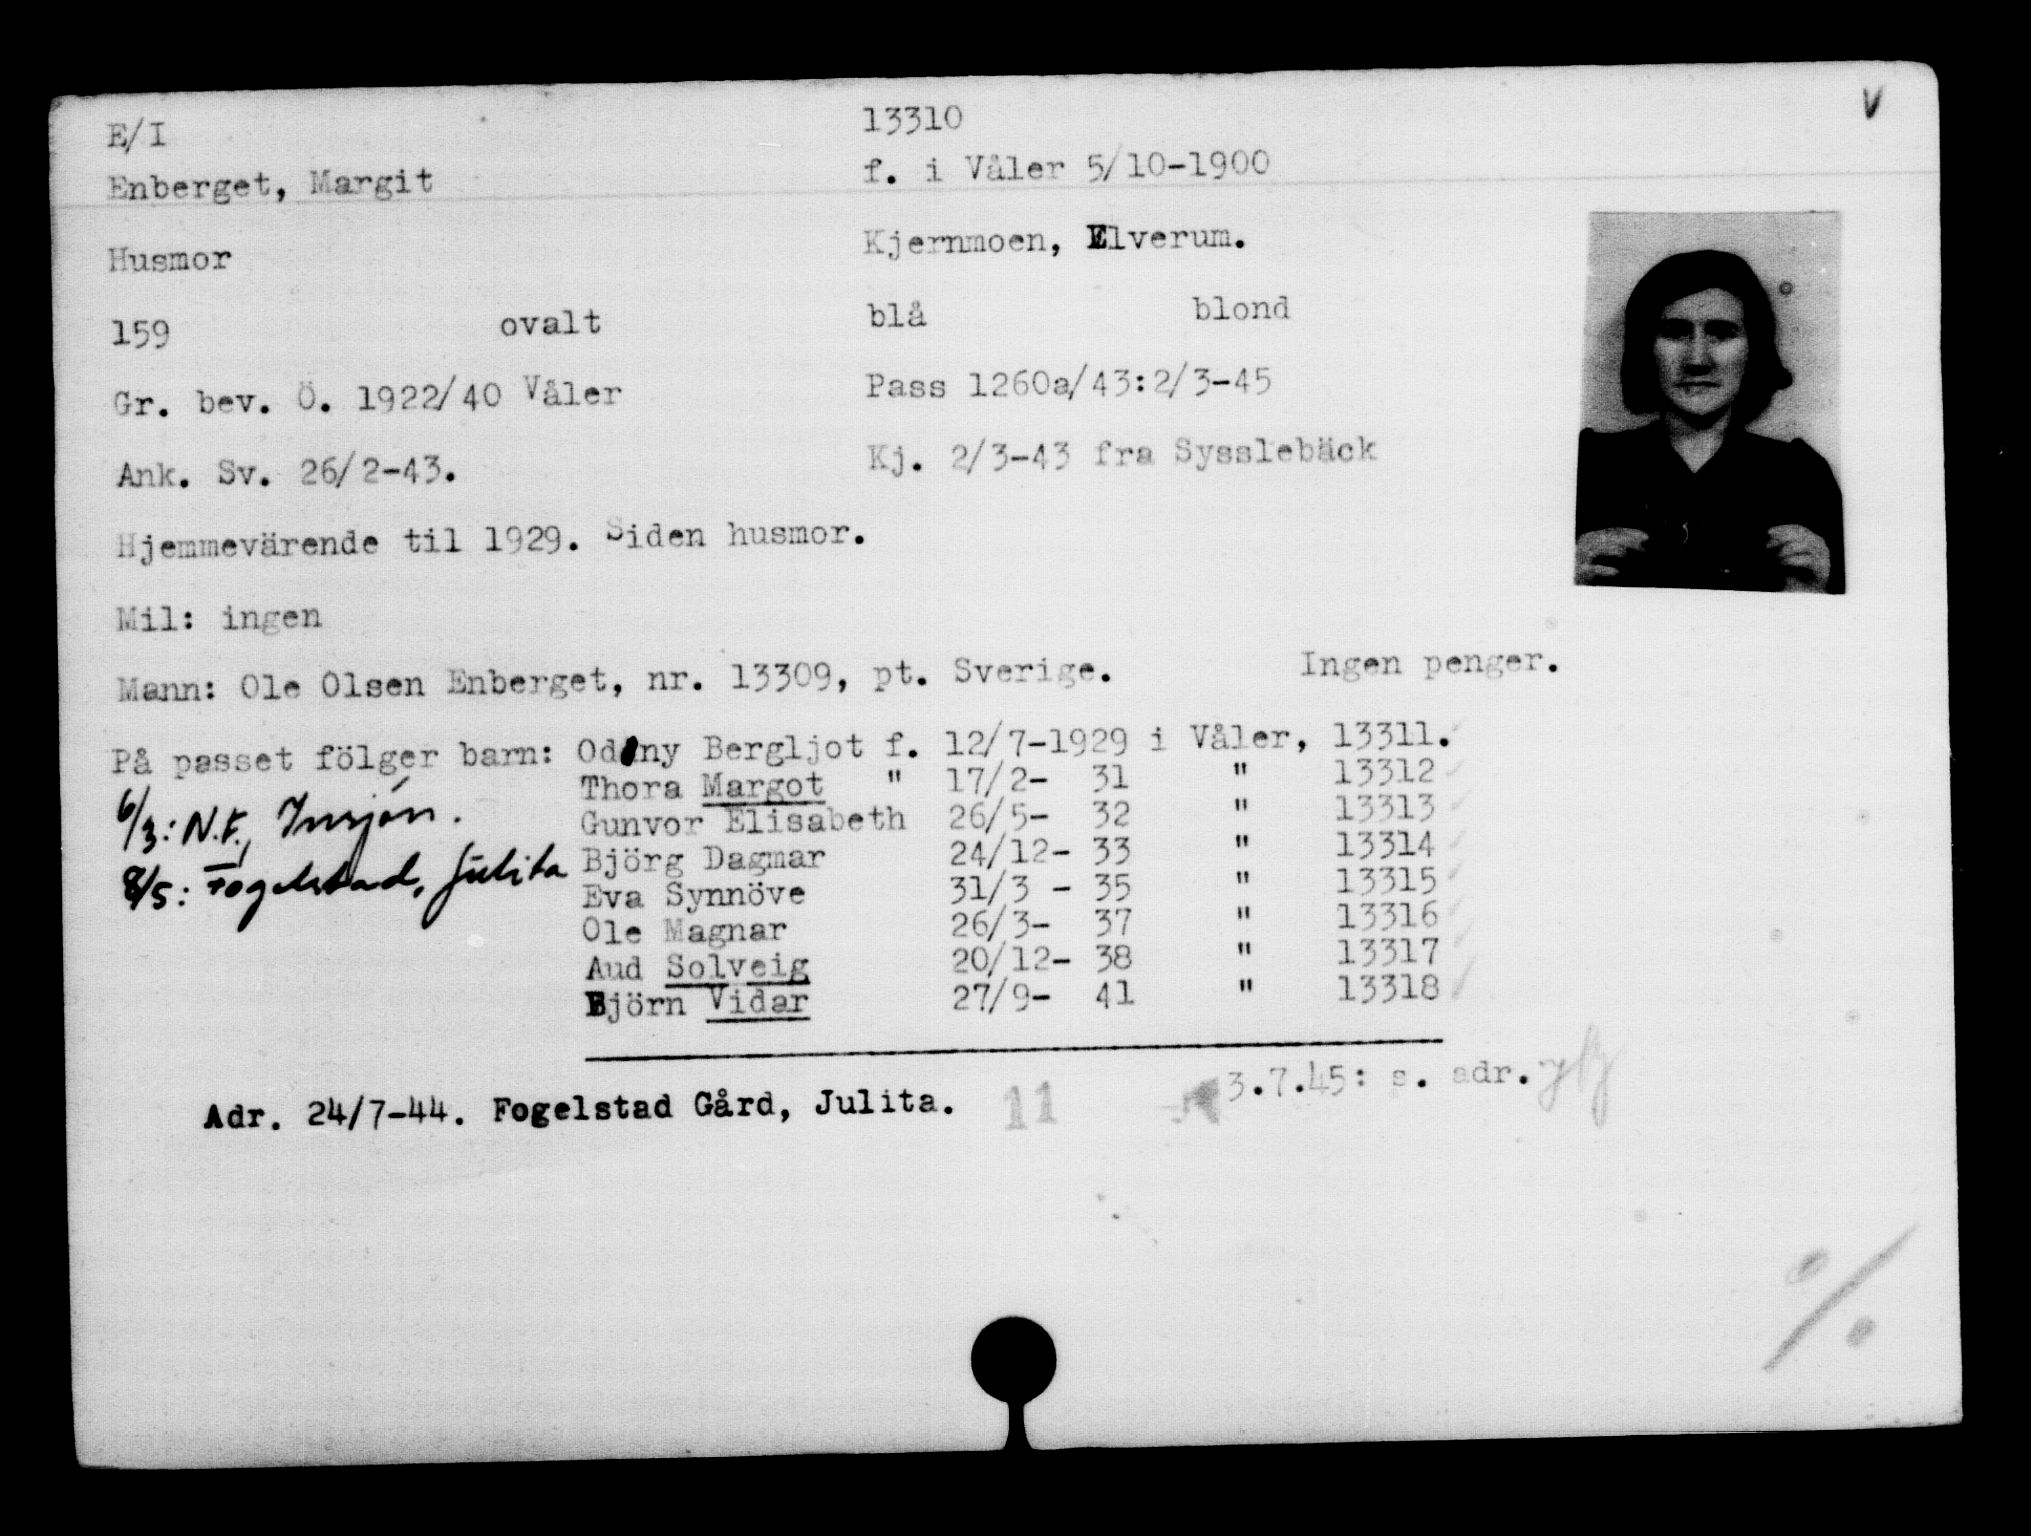 E/I 13310 V
Enberget, Margit f. i Våler 5/10-1900
Husmor Kjernmoen, Elverum.
159 ovalt blå blond
Gr. bev. Ö. 1922/40 Våler Pass 1260a/43:2/3-45
Ank. Sv. 26/2-43. Kj. 2/3-43 fra Sysslebäck
Hjemmevärende til 1929. Siden husmor.
Mil: ingen
Mann: Ole Olsen Enberget, nr. 13309, pt. Sverige. Ingen penger.
På passet fölger barn: Odny Bergljot f. 12/7-1929 i Våler, 13311.
Thora Margot " 17/2- 31 " 13312
6/3: N.F., Insjön.
Gunvor Elisabeth 26/5- 32 " 13313
Björg Dagmar 24/12- 33 " 13314
8/5: Fogelstad, Julita
Eva Synnöve 31/3 - 35 " 13315
Ole Magnar 26/3- 37 " 13316
Aud Solveig 20/12- 38 " 13317
Björn Vidar 27/9- 41 " 13318
3.7.45: s. adr.
Adr. 24/7-44. Fogelstad Gård, Julita. 11
%